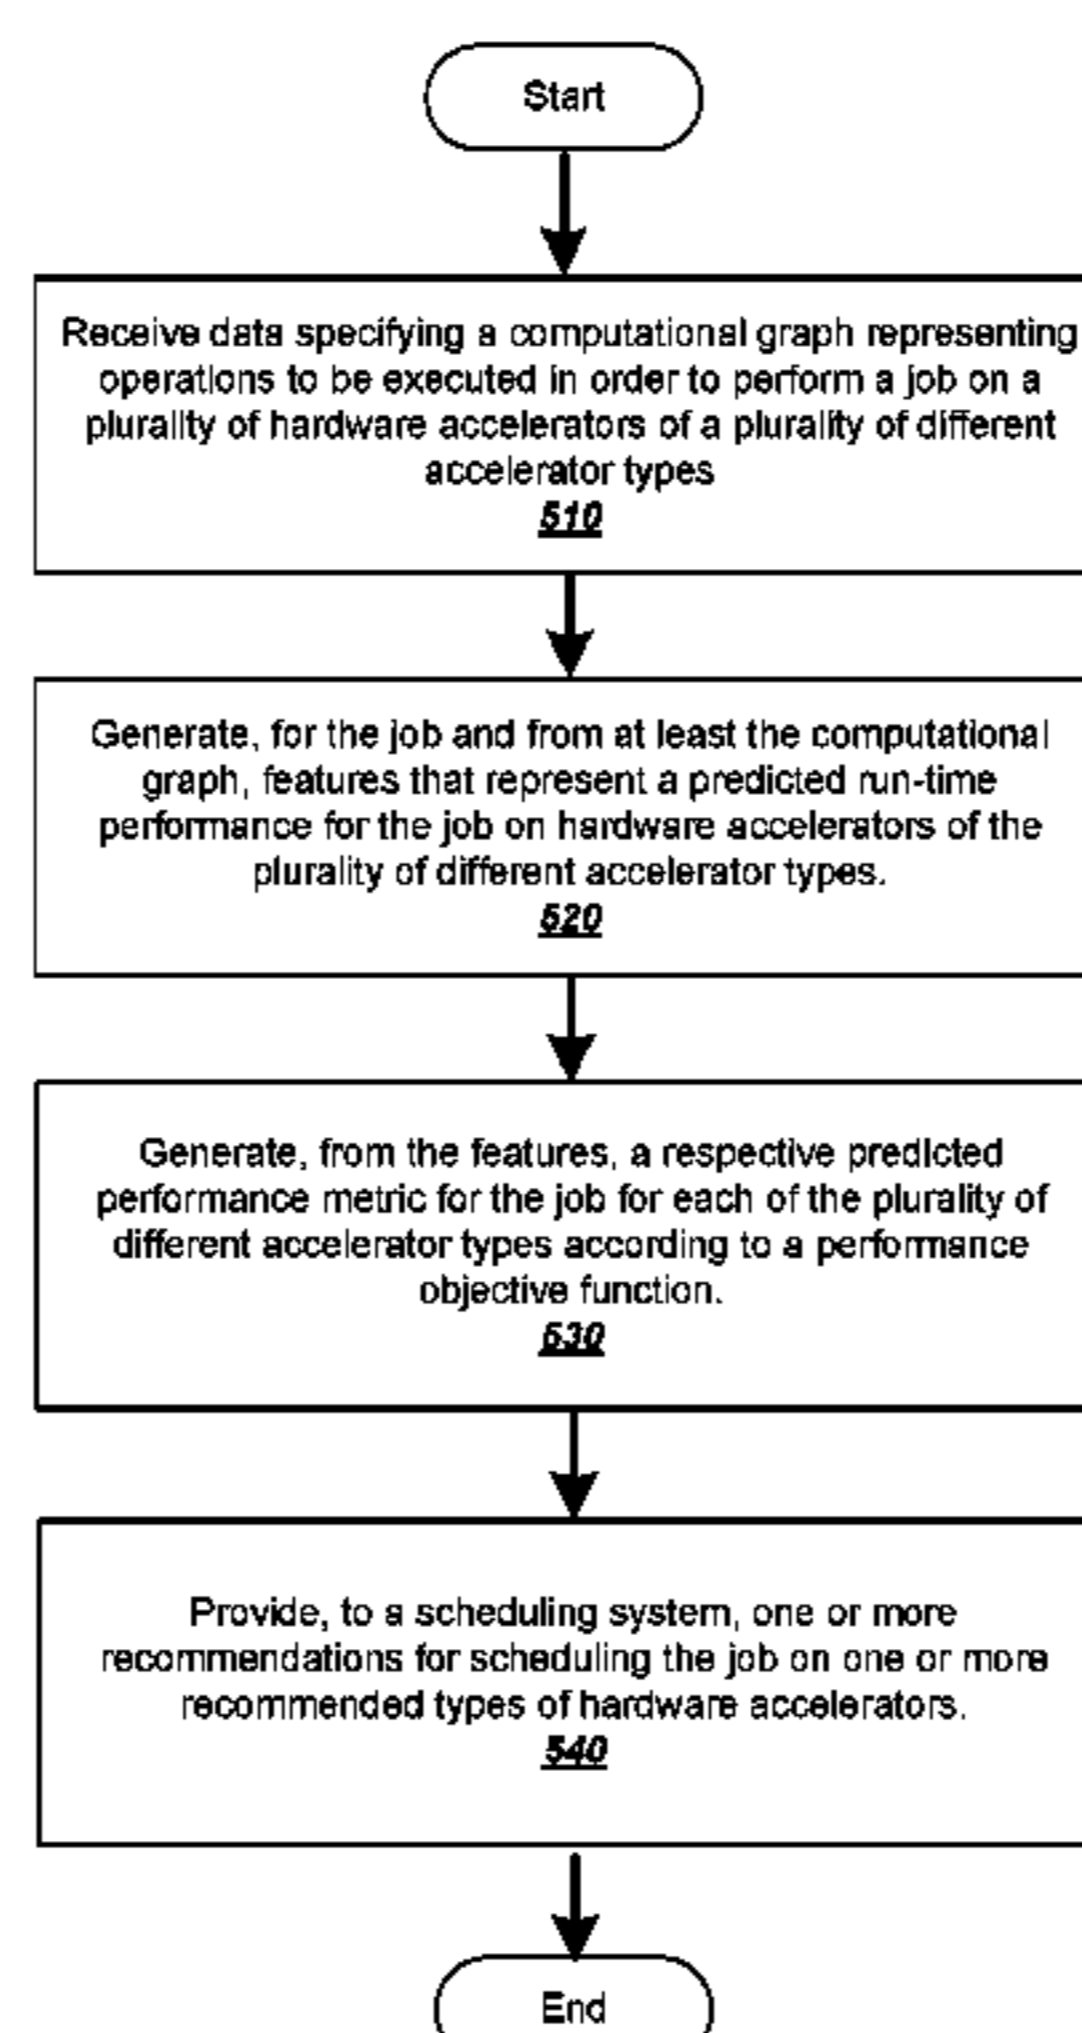 Start
Receive data specifying a computational graph representing
operations to be executed in order to perform a job on a
plurality of hardware accelerators of a plurality of different
accelerator types
510
Generate, for the job and from at least the computational
graph, features that represent a predicted run-time
performance for the job on hardware accelerators of the
plurality of different accelerator types.
520
Generate, from the features, a respective predicted
performance metric for the job for each of the plurality of
different accelerator types according to a performance
objective function.
530
Provide, to a scheduling system, one or more
recommendations for scheduling the job on one or more
recommended types of hardware accelerators.
540
End